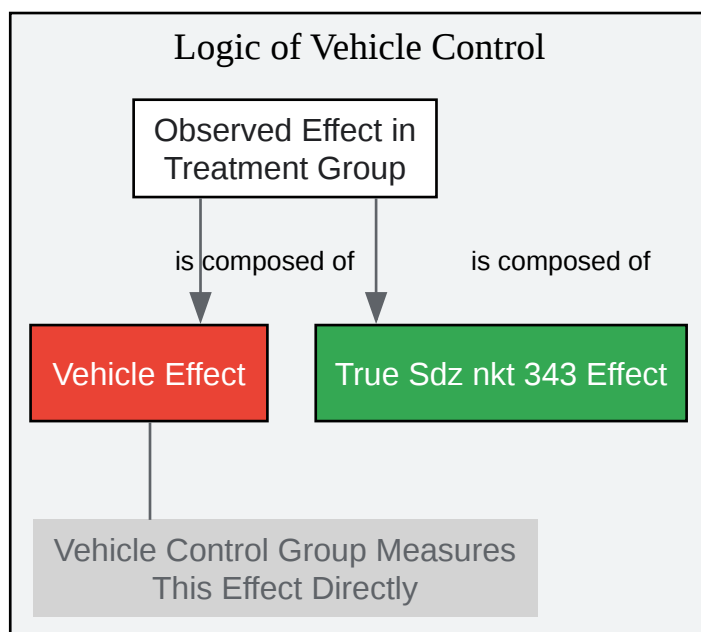 Logic of Vehicle Control
Observed Effect in
Treatment Group
is composed of
is composed of
Vehicle Effect
True Sdz nkt 343 Effect
Vehicle Control Group Measures
This Effect Directly